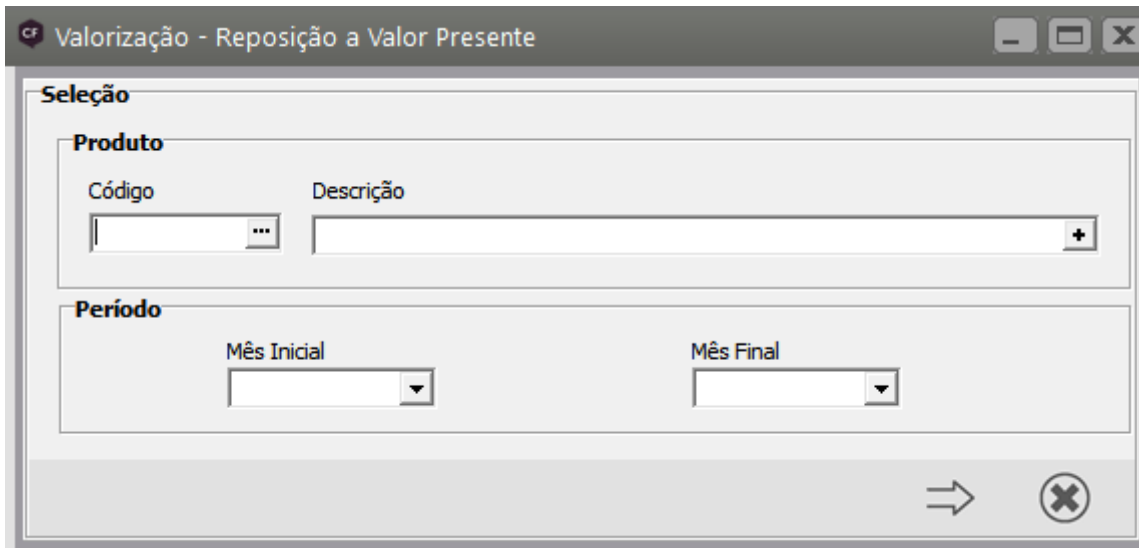 CF Valorização - Reposição a Valor Presente
Seleção
Produto
Código Descrição
Período
Mês Inicial Mês Final